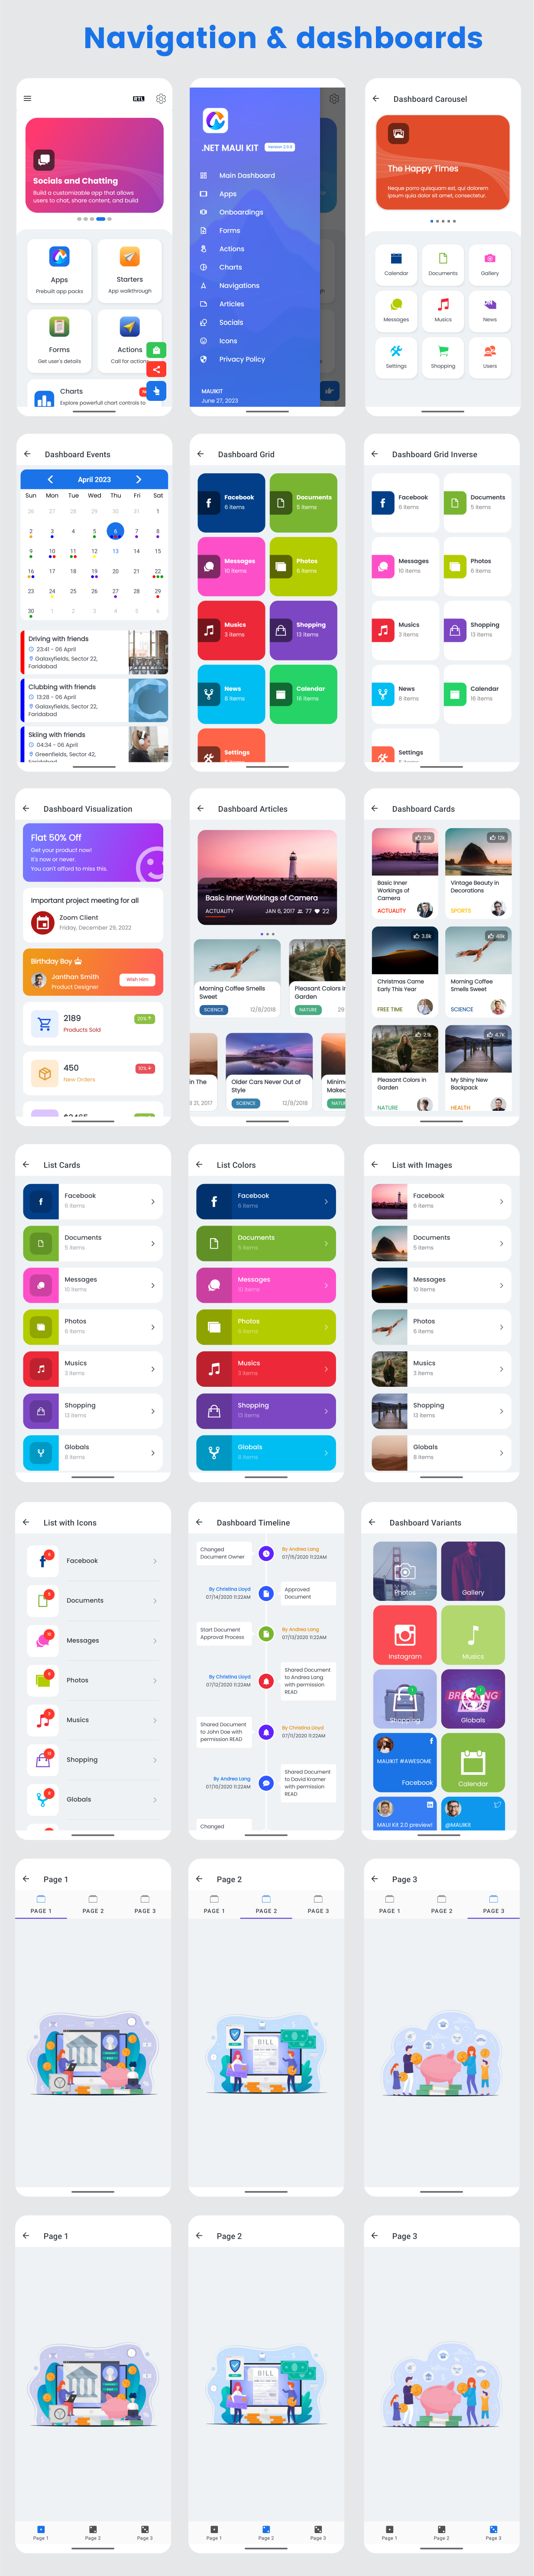 Navigation & dashboards
RTL
Socials and Chatting
Build a customizable app that allows
users to chat, share content, and build
Apps
Prebuilt app packs
Starters
App walkthrough
Forms
Get user's details
Actions
Call for actions
Charts
Explore powerfull chart controls to
.NET MAUI KIT
Version 2.0.9
Main Dashboard
Apps
Onboardings
Forms
Actions
Charts
Navigations
Articles
Socials
Icons
Privacy Policy
MAUIKIT
June 27, 2023
Dashboard Carousel
The Happy Times
Neque porro quisquam est, qui dolorem
ipsum quia dolor sit amet, consectetur.
Calendar
Documents
Gallery
Messages
Musics
News
Settings
Shopping
Users
Dashboard Events
April 2023
Sun Mon Tue Wed Thu Fri Sat
26 27 28 29 30 31 1
2 3 4 5 6 7 8
9 10 11 12 13 14 15
16 17 18 19 20 21 22
23 24 25 26 27 28 29
30 1 2 3 4 5 6
Driving with friends
23:41 - 06 April
Galaxyfields, Sector 22,
Faridabad
Clubbing with friends
13:28 - 06 April
Galaxyfields, Sector 22,
Faridabad
Skiing with friends
04:34 - 06 April
Greenfields, Sector 42,
Dashboard Grid
Facebook
6 items
Documents
5 items
Messages
10 items
Photos
6 items
Musics
3 items
Shopping
13 items
News
8 items
Calendar
16 items
Settings
Dashboard Grid Inverse
Facebook
6 items
Documents
5 items
Messages
10 items
Photos
6 items
Musics
3 items
Shopping
13 items
News
8 items
Calendar
16 items
Settings
Dashboard Visualization
Flat 50% Off
Get your product now!
It's now or never.
You can't afford to miss this.
Important project meeting for all
Zoom Client
Friday, December 29, 2022
Birthday Boy
Janthan Smith
Product Designer
Wish Him
2189
Products Sold
20%
450
New Orders
10%
Dashboard Articles
Basic Inner Workings of Camera
ACTUALITY
JAN 6, 2017 77 22
Morning Coffee Smells
Sweet
SCIENCE
12/8/2018
Pleasant Colors i
Garden
NATURE
29
in The
8 21, 2017
Older Cars Never Out of
Style
SCIENCE
12/8/2018
Minim
Makec
NATUR
Dashboard Cards
2.1k
Basic Inner
Workings of
Camera
ACTUALITY
12k
Vintage Beauty in
Decorations
SPORTS
3.8k
Christmas Came
Early This Year
FREE TIME
48k
Morning Coffee
Smells Sweet
SCIENCE
2.1k
Pleasant Colors in
Garden
NATURE
4.7k
My Shiny New
Backpack
HEALTH
List Cards
Facebook
6 items
Documents
5 items
Messages
10 items
Photos
6 items
Musics
3 items
Shopping
13 items
Globals
8 items
List Colors
Facebook
6 items
Documents
5 items
Messages
10 items
Photos
6 items
Musics
3 items
Shopping
13 items
Globals
8 items
List with Images
Facebook
6 items
Documents
5 items
Messages
10 items
Photos
6 items
Musics
3 items
Shopping
13 items
Globals
8 items
List with Icons
Facebook
Documents
Messages
Photos
Musics
Shopping
Globals
Dashboard Timeline
Changed
Document Owner
By Andrea Lang
07/15/2020 11:22AM
By Christina Lloyd
07/14/2020 11:22AM
Approved
Document
Start Document
Approval Process
By Andrea Lang
07/13/2020 11:22AM
By Christina Lloyd
07/12/2020 11:22AM
Shared Document
to Andrea Lang
with permission
READ
Shared Document
to John Doe with
permission READ
By Christina Lloyd
07/11/2020 11:22AM
By Andrea Lang
07/10/2020 11:22AM
Shared Document
to David Kramer
with permission
READ
Changed
Dashboard Variants
Photos
Gallery
Instagram
Musics
Shopping
Globals
MAUIKIT #AWESOME
Facebook
Calendar
MAUI Kit 2.0 preview!
@MAUIKit
Page 1
PAGE 1 PAGE 2 PAGE 3
Page 2
BILL
PAGE 1 PAGE 2 PAGE 3
Page 3
PAGE 1 PAGE 2 PAGE 3
Page 1
Page 1 Page 2 Page 3
Page 2
BILL
Page 1 Page 2 Page 3
Page 3
Page 1 Page 2 Page 3